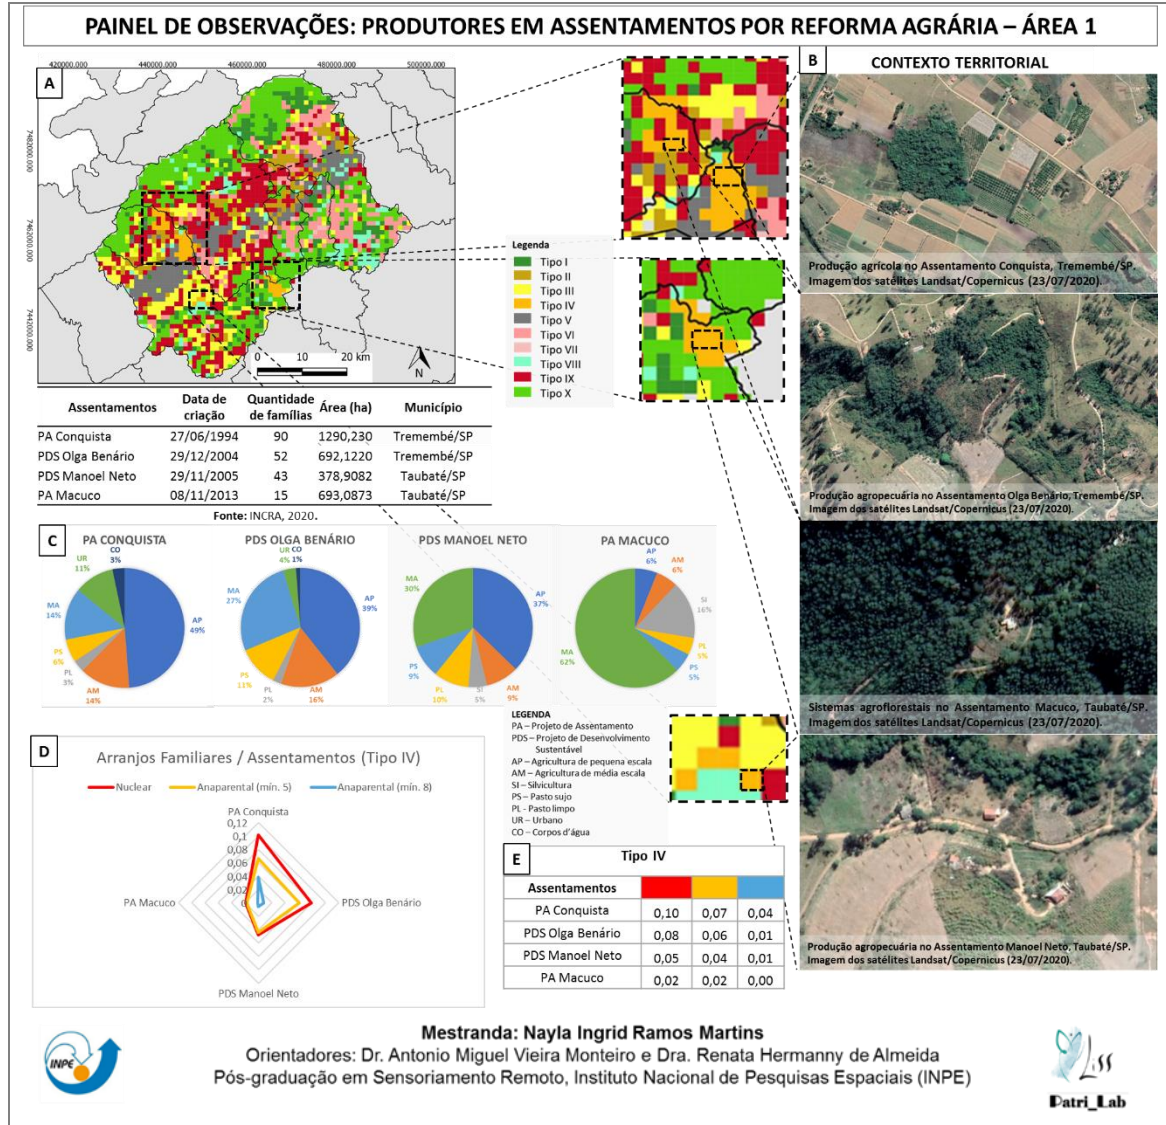 PAINEL DE OBSERVAÇÕES: PRODUTORES EM ASSENTAMENTOS POR REFORMA AGRÁRIA – ÁREA 1
A
420000.000 440000.000 460000.000 480000.000 500000.000
7482000.000
7462000.000
7442000.000
0 10 20 km
N
Legenda
Tipo I
Tipo II
Tipo III
Tipo IV
Tipo V
Tipo VI
Tipo VII
Tipo VIII
Tipo IX
Tipo X
B
CONTEXTO TERRITORIAL
Produção agrícola no Assentamento Conquista, Tremembé/SP.
Imagem dos satélites Landsat/Copernicus (23/07/2020).
Produção agropecuária no Assentamento Olga Benário, Tremembé/SP.
Imagem dos satélites Landsat/Copernicus (23/07/2020).
Sistemas agroflorestais no Assentamento Macuco, Taubaté/SP.
Imagem dos satélites Landsat/Copernicus (23/07/2020).
Produção agropecuária no Assentamento Manoel Neto, Taubaté/SP.
Imagem dos satélites Landsat/Copernicus (23/07/2020).
Assentamentos Data de criação Quantidade de famílias Área (ha) Município
PA Conquista 27/06/1994 90 1290,230 Tremembé/SP
PDS Olga Benário 29/12/2004 52 692,1220 Tremembé/SP
PDS Manoel Neto 29/11/2005 43 378,9082 Taubaté/SP
PA Macuco 08/11/2013 15 693,0873 Taubaté/SP
Fonte: INCRA, 2020.
C
PA CONQUISTA
CO 3%
UR 11%
MA 14%
PS 6%
PL 3%
AM 14%
AP 49%
PDS OLGA BENÁRIO
UR 4%
CO 1%
MA 27%
AP 39%
PS 11%
PL 2%
AM 16%
PDS MANOEL NETO
MA 30%
AP 37%
PS 9%
PL 10%
SI 5%
AM 9%
PA MACUCO
AP 6%
AM 6%
SI 16%
PL 5%
PS 5%
MA 62%
LEGENDA
PA – Projeto de Assentamento
PDS – Projeto de Desenvolvimento
Sustentável
AP – Agricultura de pequena escala
AM – Agricultura de média escala
SI – Silvicultura
PS – Pasto sujo
PL - Pasto limpo
UR – Urbano
CO – Corpos d'água
D
Arranjos Familiares / Assentamentos (Tipo IV)
Nuclear Anaparental (mín. 5) Anaparental (mín. 8)
PA Conquista
0,12
0,1
0,08
0,06
0,04
0,02
0
PA Macuco
PDS Olga Benário
PDS Manoel Neto
E
Tipo IV
Assentamentos
PA Conquista 0,10 0,07 0,04
PDS Olga Benário 0,08 0,06 0,01
PDS Manoel Neto 0,05 0,04 0,01
PA Macuco 0,02 0,02 0,00
INPE
Mestranda: Nayla Ingrid Ramos Martins
Orientadores: Dr. Antonio Miguel Vieira Monteiro e Dra. Renata Hermanny de Almeida
Pós-graduação em Sensoriamento Remoto, Instituto Nacional de Pesquisas Espaciais (INPE)
Liss
Patri_Lab